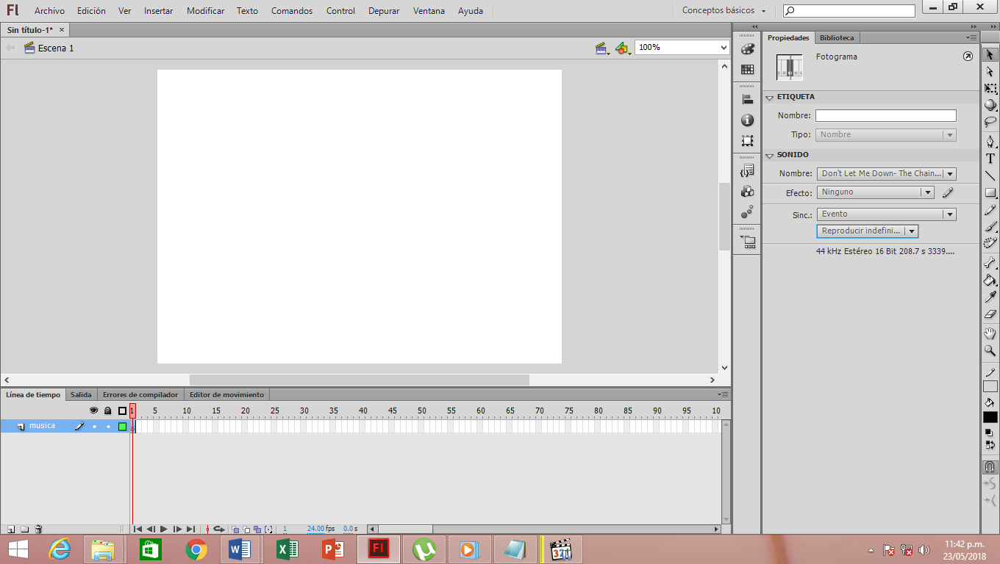 Fl Archivo Edición Ver Insertar Modificar Texto Comandos Control Depurar Ventana Ayuda Conceptos básicos
Sin título-1*
Escena 1 100%
Propiedades Biblioteca
Fotograma
ETIQUETA
Nombre:
Tipo: Nombre
SONIDO
Nombre: Don't Let Me Down- The Chain...
Efecto: Ninguno
Sinc.: Evento
Reproducir indefini...
44 kHz Estéreo 16 Bit 208.7 s 3339....
T
Línea de tiempo Salida Errores de compilador Editor de movimiento
1 5 10 15 20 25 30 35 40 45 50 55 60 65 70 75 80 85 90 95 10
musica
1 24.00 fps 0.0 s
Fl
321
11:42 p.m.
23/05/2018